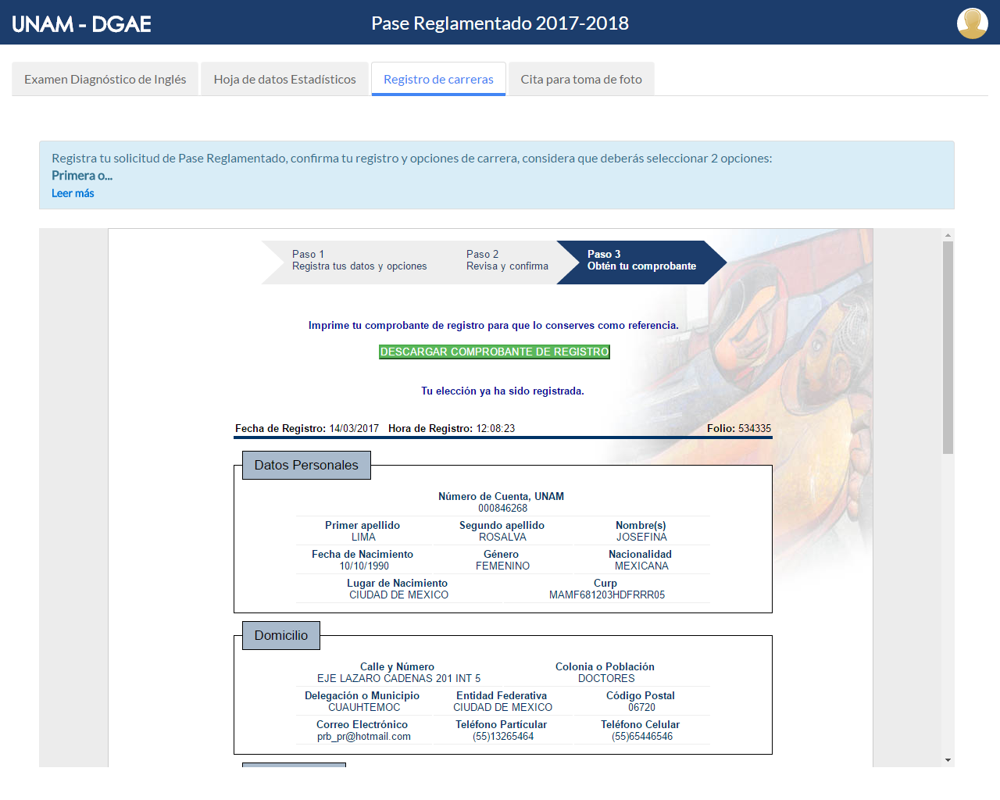 UNAM - DGAE
Pase Reglamentado 2017-2018
Examen Diagnóstico de Inglés
Hoja de datos Estadísticos
Registro de carreras
Cita para toma de foto
Registra tu solicitud de Pase Reglamentado, confirma tu registro y opciones de carrera, considera que deberás seleccionar 2 opciones:
Primera o...
Leer más
Paso 1
Registra tus datos y opciones
Paso 2
Revisa y confirma
Paso 3
Obtén tu comprobante
Imprime tu comprobante de registro para que lo conserves como referencia.
DESCARGAR COMPROBANTE DE REGISTRO
Tu elección ya ha sido registrada.
Fecha de Registro: 14/03/2017 Hora de Registro: 12:08:23 Folio: 534335
Datos Personales
Número de Cuenta, UNAM
000846268
Primer apellido Segundo apellido Nombre(s)
LIMA ROSALVA JOSEFINA
Fecha de Nacimiento Género Nacionalidad
10/10/1990 FEMENINO MEXICANA
Lugar de Nacimiento Curp
CIUDAD DE MEXICO MAMF681203HDFRRR05
Domicilio
Calle y Número Colonia o Población
EJE LAZARO CADENAS 201 INT 5 DOCTORES
Delegación o Municipio Entidad Federativa Código Postal
CUAUHTEMOC CIUDAD DE MEXICO 06720
Correo Electrónico Teléfono Partícular Teléfono Celular
prb_pr@hotmail.com (55)13265464 (55)65446546